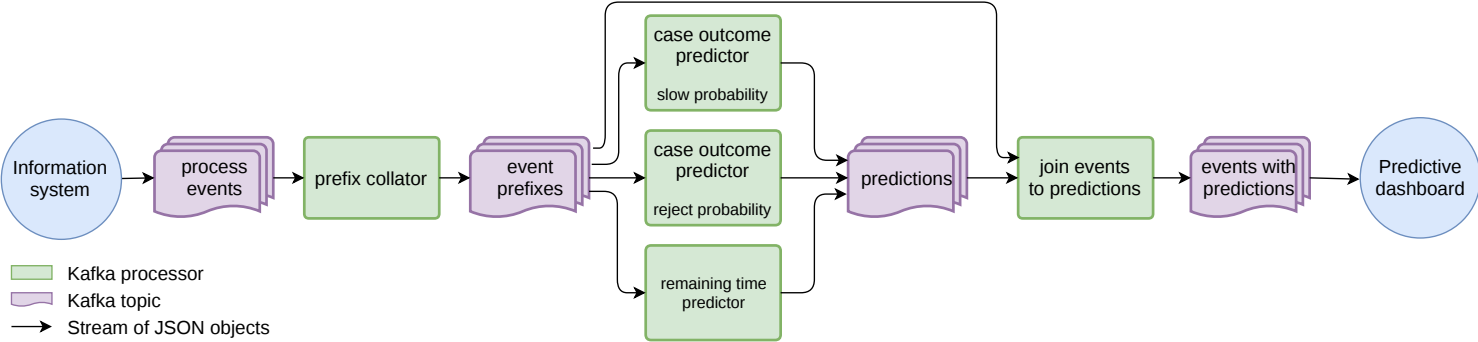 Information
system
process
events
prefix collator
event
prefixes
case outcome
predictor
slow probability
case outcome
predictor
reject probability
remaining time
predictor
predictions
join events
to predictions
events with
predictions
Predictive
dashboard
Kafka processor
Kafka topic
Stream of JSON objects